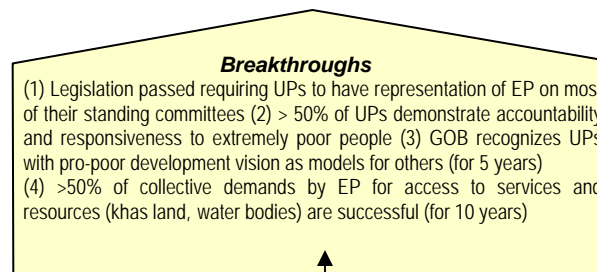 Breakthroughs
(1) Legislation passed requiring UPs to have representation of EP on most
of their standing committees (2) > 50% of UPs demonstrate accountability
and responsiveness to extremely poor people (3) GOB recognizes UPs
with pro-poor development vision as models for others (for 5 years)
(4) >50% of collective demands by EP for access to services and
resources (khas land, water bodies) are successful (for 10 years)